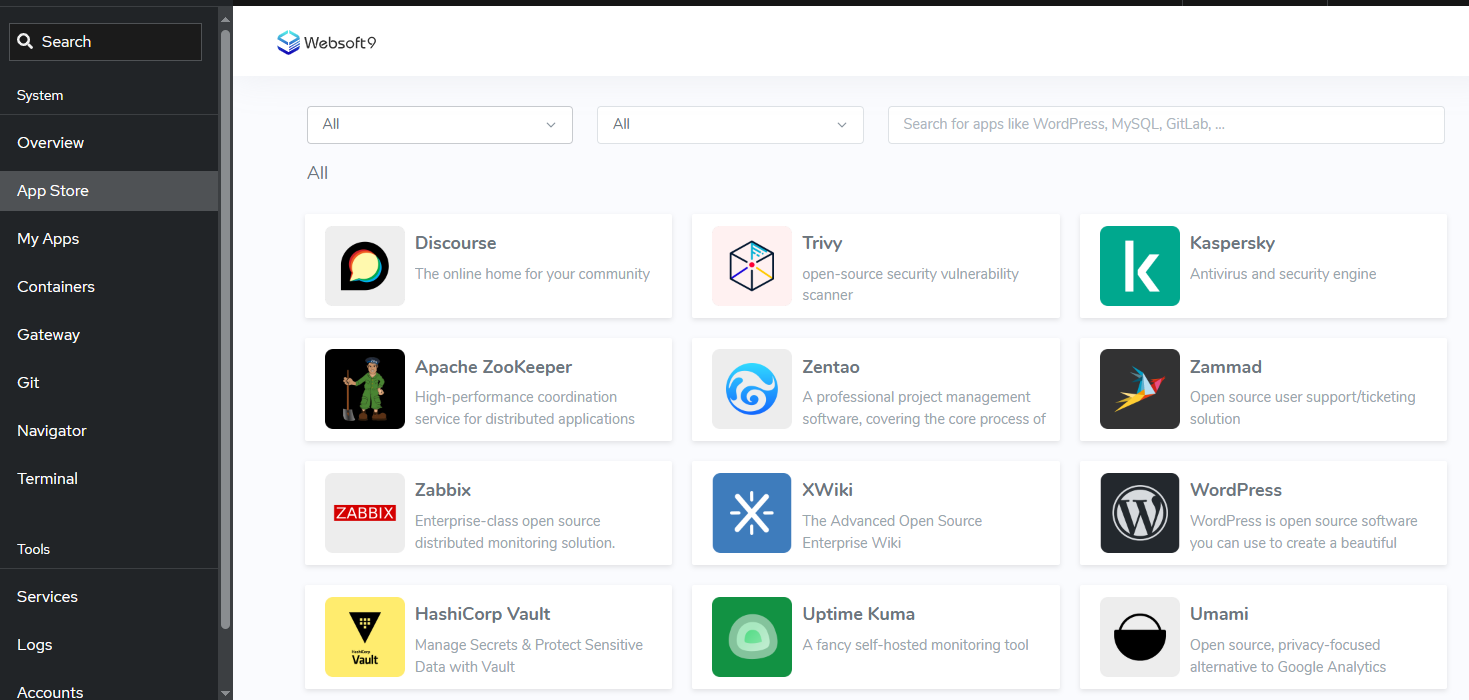 Search
System
Overview
App Store
My Apps
Containers
Gateway
Git
Navigator
Terminal
Tools
Services
Logs
Accounts
Websoft9
All
All
Search for apps like WordPress, MySQL, GitLab, ...
All
Discourse
The online home for your community
Trivy
open-source security vulnerability
scanner
k
Kaspersky
Antivirus and security engine
Apache ZooKeeper
High-performance coordination
service for distributed applications
Zentao
A professional project management
software, covering the core process of
Zammad
Open source user support/ticketing
solution
ZABBIX
Zabbix
Enterprise-class open source
distributed monitoring solution.
XWiki
The Advanced Open Source
Enterprise Wiki
W
WordPress
WordPress is open source software
you can use to create a beautiful
HashiCorp
Vault
HashiCorp Vault
Manage Secrets & Protect Sensitive
Data with Vault
Uptime Kuma
A fancy self-hosted monitoring tool
Umami
Open source, privacy-focused
alternative to Google Analytics